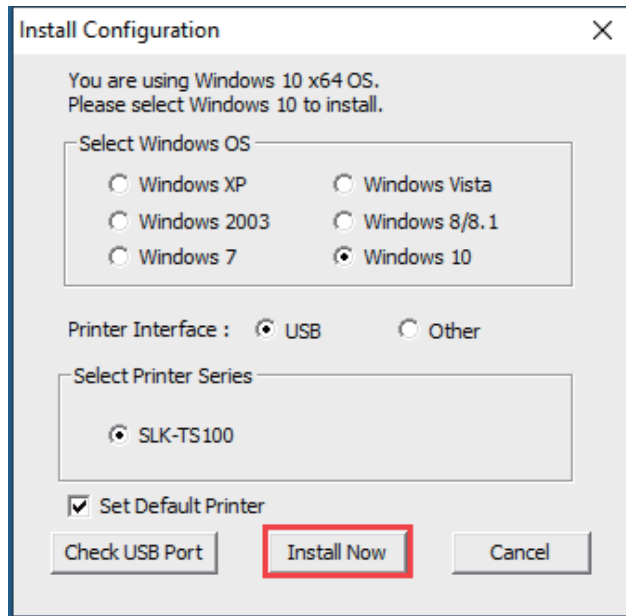 Install Configuration
You are using Windows 10 x64 OS.
Please select Windows 10 to install.
Select Windows OS
Windows XP Windows Vista
Windows 2003 Windows 8/8.1
Windows 7 Windows 10
Printer Interface : USB Other
Select Printer Series
SLK-TS100
Set Default Printer
Check USB Port Install Now Cancel